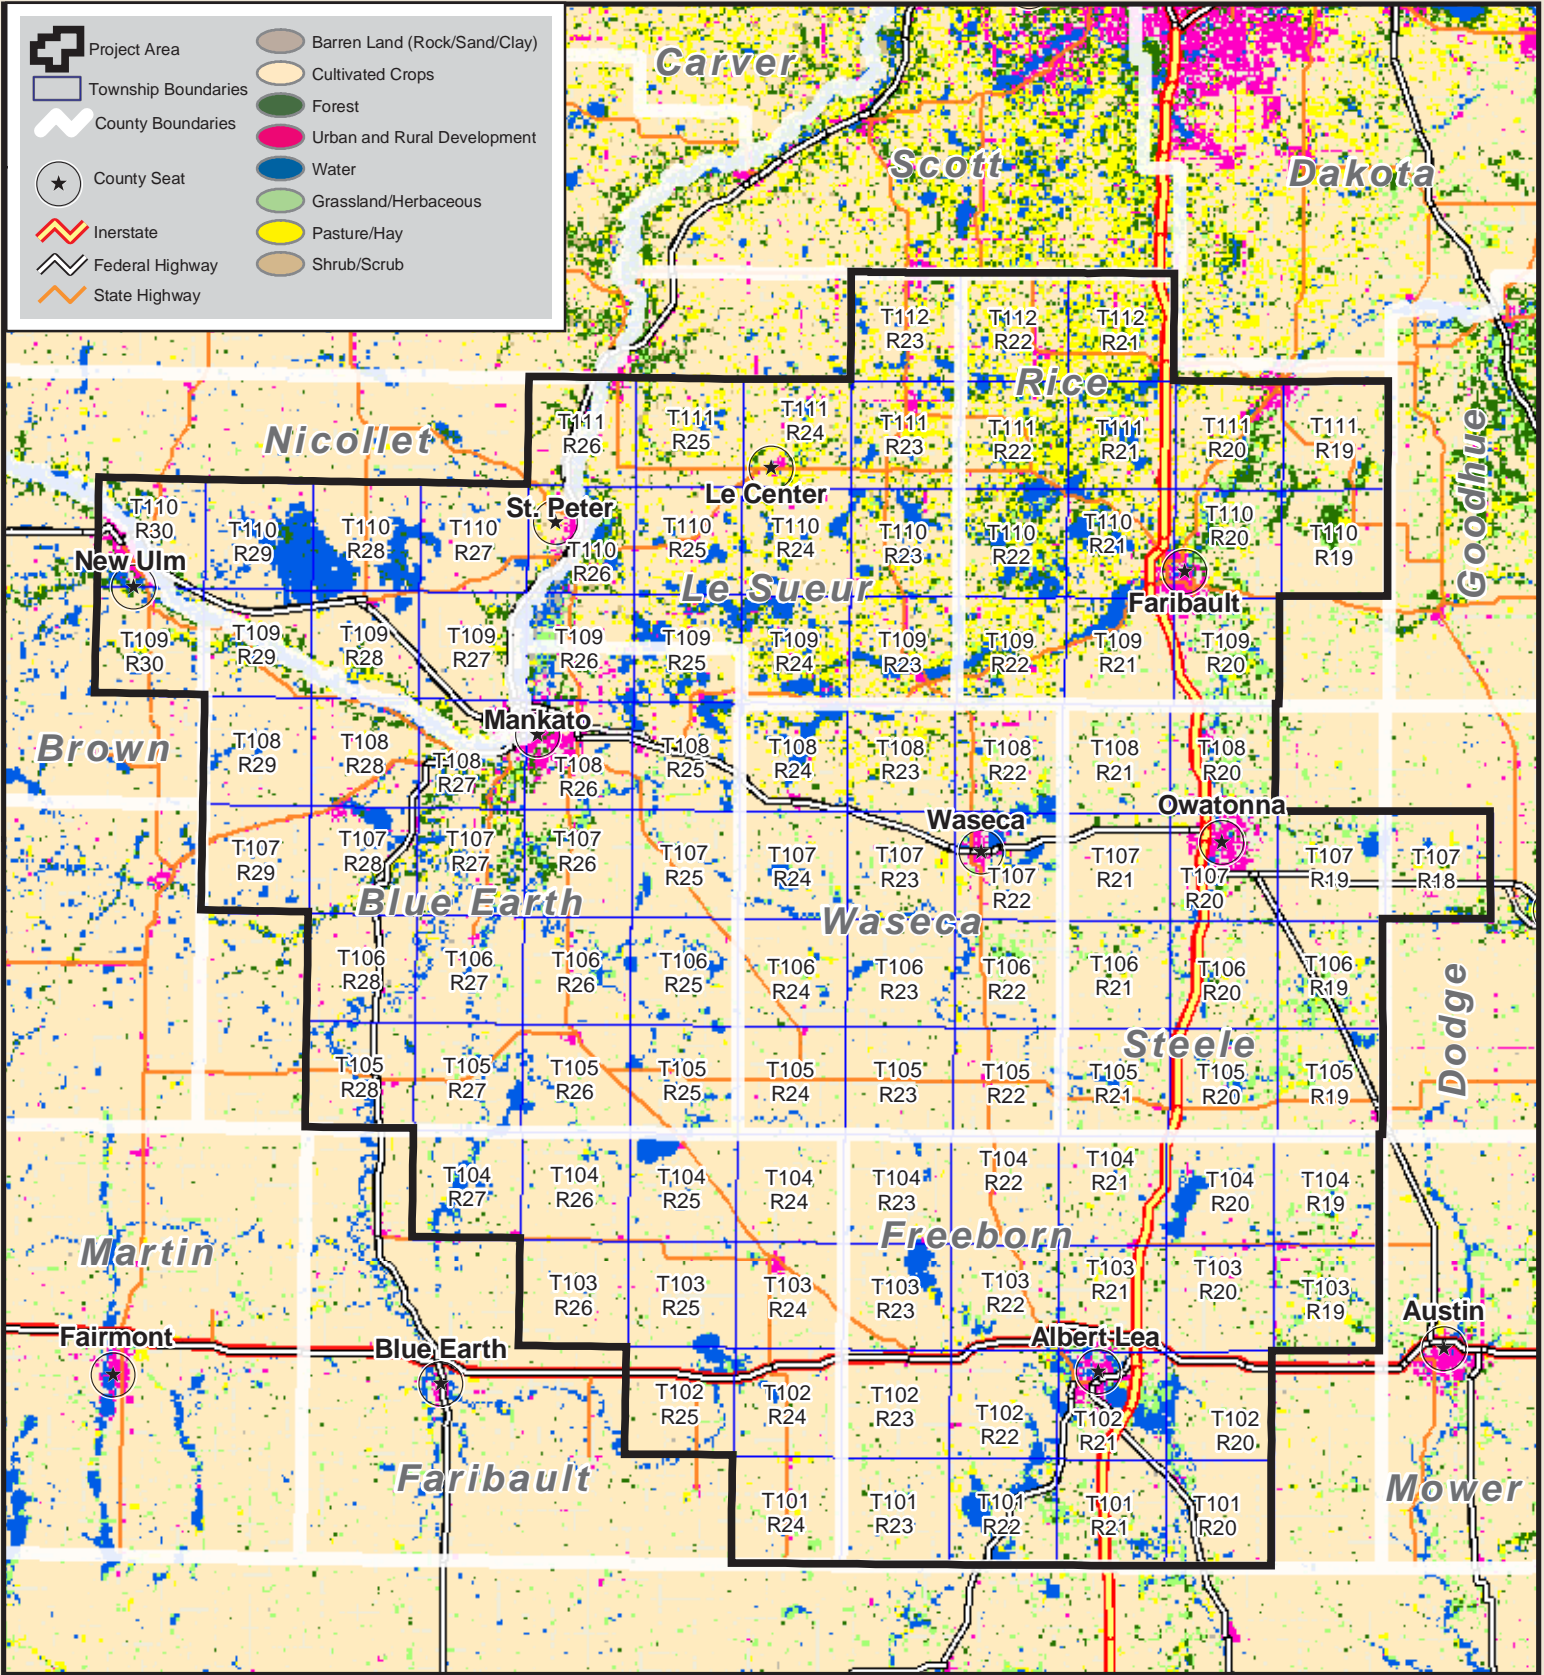 Project Area
Township Boundaries
County Boundaries
County Seat
Inerstate
Federal Highway
State Highway
Barren Land (Rock/Sand/Clay)
Cultivated Crops
Forest
Urban and Rural Development
Water
Grassland/Herbaceous
Pasture/Hay
Shrub/Scrub
Carver
Scott
Dakota
T112
R23
T112
R22
T112
R21
Rice
Nicollet
T111
R26
T111
R25
T111
R24
T111
R23
T111
R22
T111
R21
T111
R20
T111
R19
Goodhue
Le Center
St. Peter
T110
R30
T110
R29
T110
R28
T110
R27
T110
R26
T110
R25
T110
R24
T110
R23
T110
R22
T110
R21
T110
R20
T110
R19
New Ulm
Le Sueur
Faribault
T109
R30
T109
R29
T109
R28
T109
R27
T109
R26
T109
R25
T109
R24
T109
R23
T109
R22
T109
R21
T109
R20
Mankato
Brown
T108
R29
T108
R28
T108
R27
T108
R26
T108
R25
T108
R24
T108
R23
T108
R22
T108
R21
T108
R20
Waseca
Owatonna
T107
R29
T107
R28
T107
R27
T107
R26
T107
R25
T107
R24
T107
R23
T107
R22
T107
R21
T107
R20
T107
R19
T107
R18
Blue Earth
Waseca
T106
R28
T106
R27
T106
R26
T106
R25
T106
R24
T106
R23
T106
R22
T106
R21
T106
R20
T106
R19
Dodge
Steele
T105
R28
T105
R27
T105
R26
T105
R25
T105
R24
T105
R23
T105
R22
T105
R21
T105
R20
T105
R19
T104
R27
T104
R26
T104
R25
T104
R24
T104
R23
T104
R22
T104
R21
T104
R20
T104
R19
Martin
Freeborn
T103
R26
T103
R25
T103
R24
T103
R23
T103
R22
T103
R21
T103
R20
T103
R19
Fairmont
Blue Earth
Albert Lea
Austin
T102
R25
T102
R24
T102
R23
T102
R22
T102
R21
T102
R20
Faribault
Mower
T101
R24
T101
R23
T101
R22
T101
R21
T101
R20